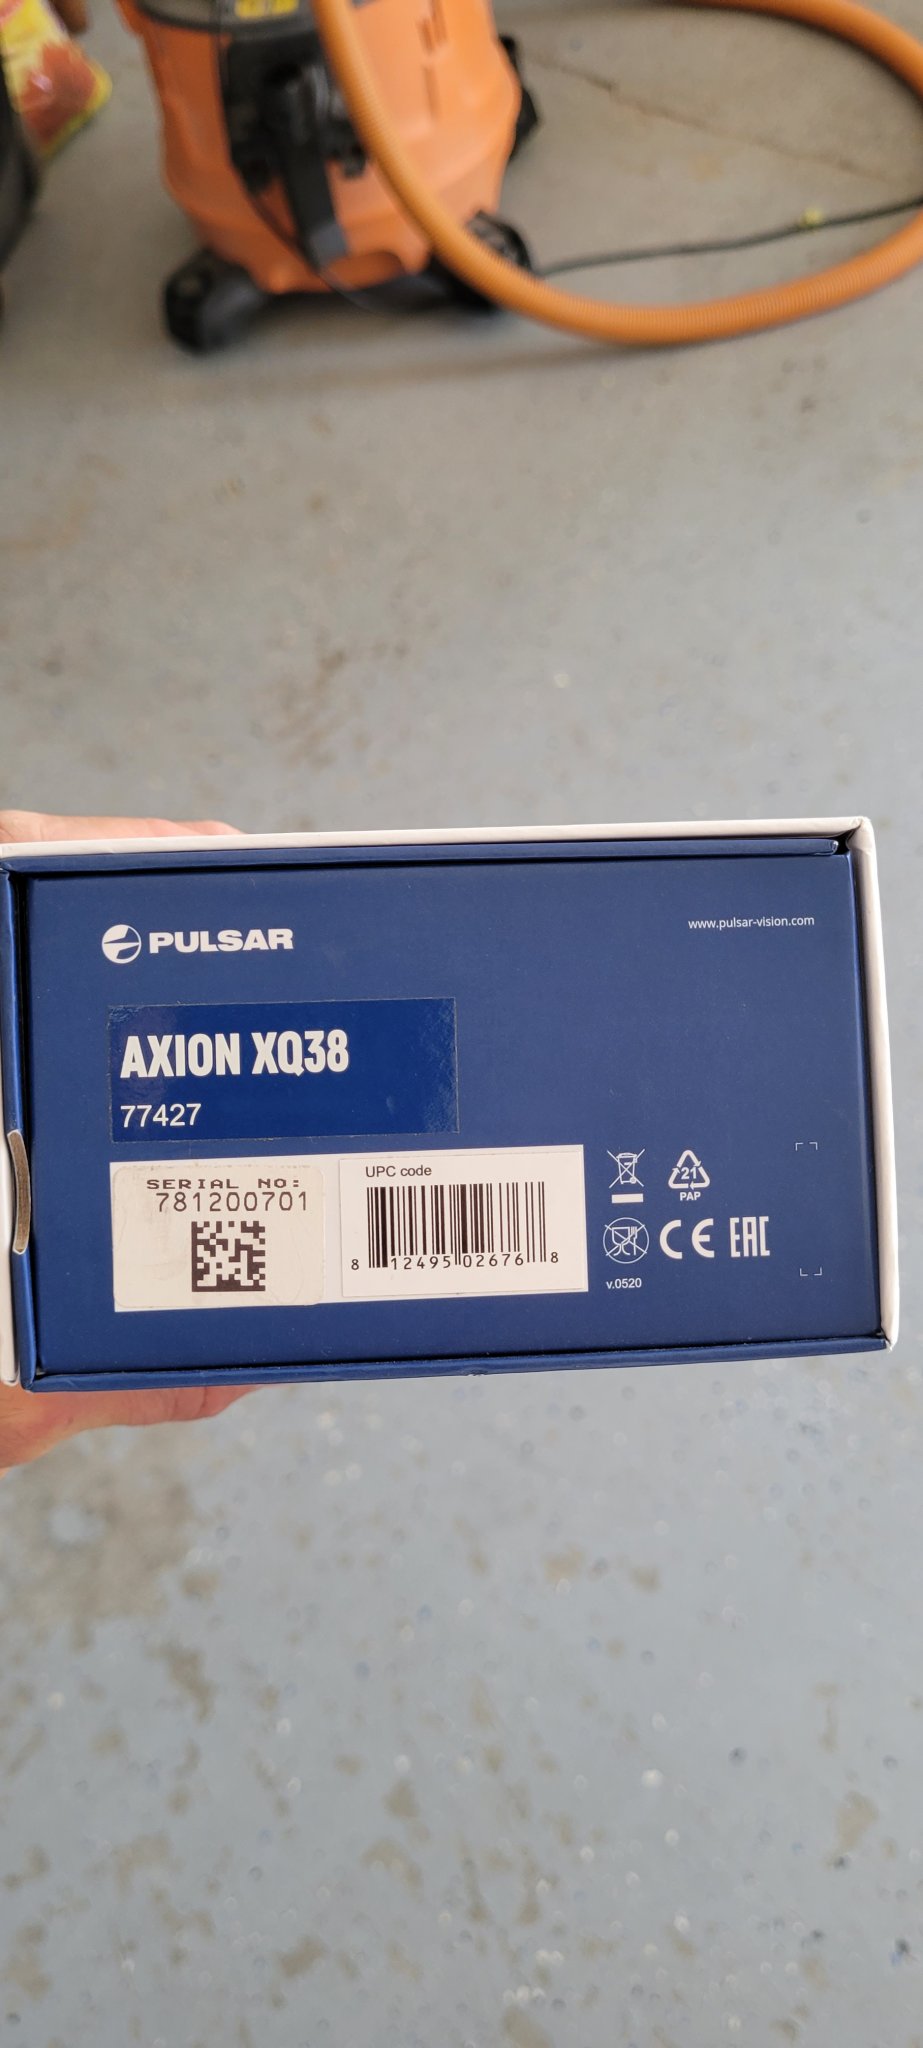 PULSAR
www.pulsar-vision.com
AXION XQ38
77427
SERIAL NO:
781200701
UPC code
8 12495 02676 8
21
PAP
CE EAC
v.0520